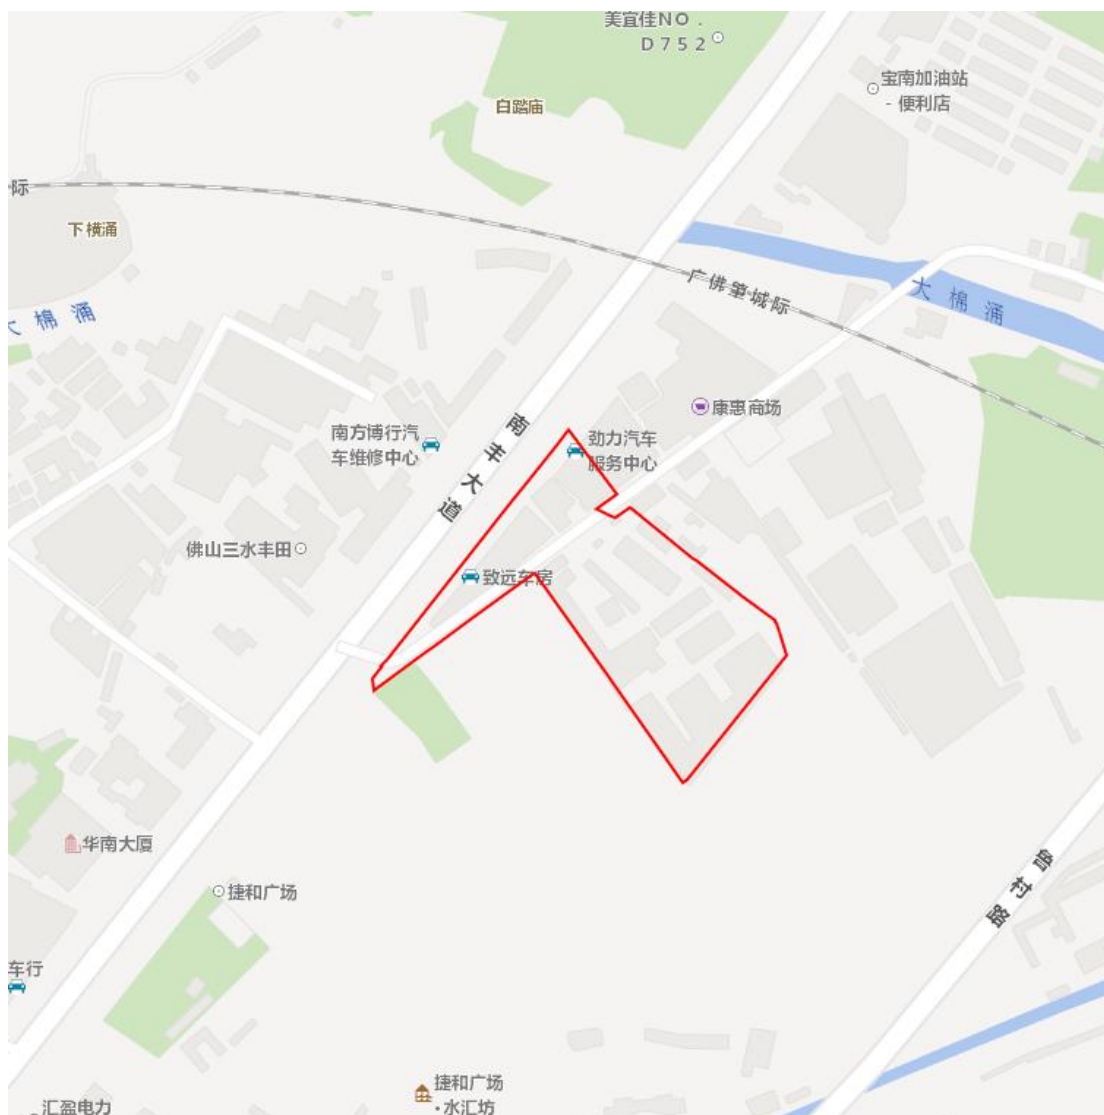 美宜佳NO．
D752
宝南加油站
- 便利店
白鹭庙
际
下横涌
广佛肇城际
大棉涌
大棉涌
康惠商场
南丰大道
劲力汽车
服务中心
南方博行汽
车维修中心
佛山三水丰田
致远车房
华南大厦
鲁村路
捷和广场
车行
捷和广场
·水汇坊
汇盈电力